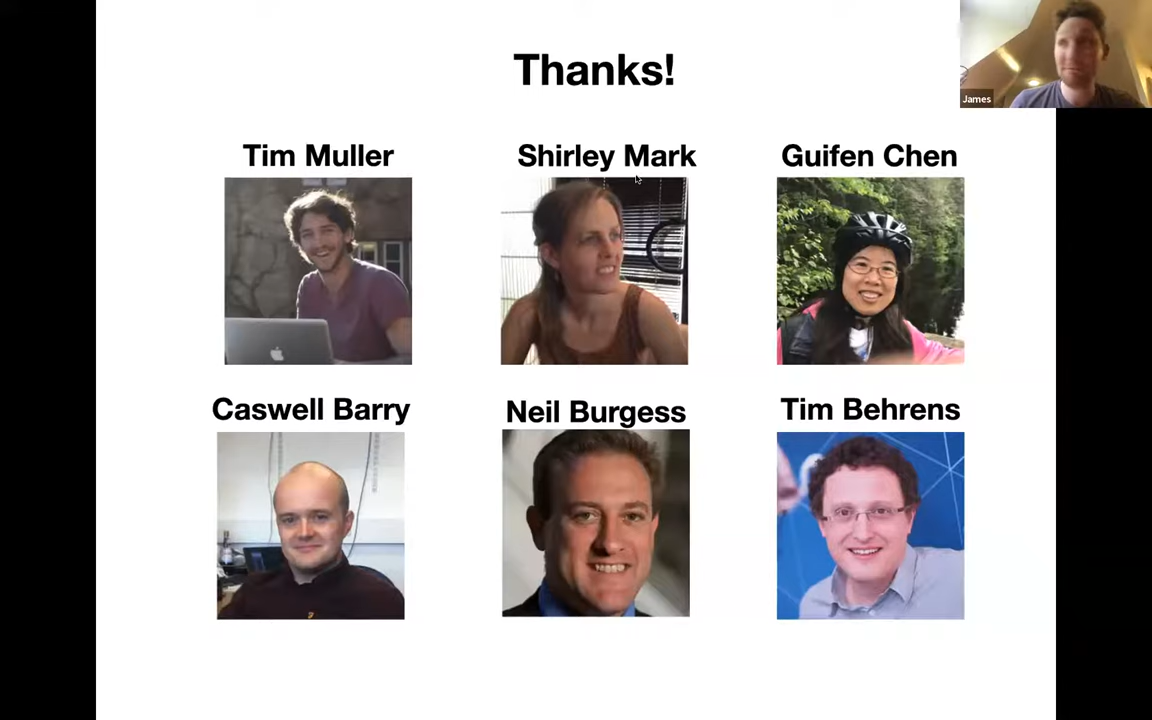 Thanks!
James
Tim Muller
Shirley Mark
Guifen Chen
Caswell Barry
Neil Burgess
Tim Behrens